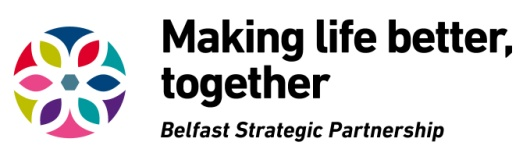 Making life better,
together
Belfast Strategic Partnership